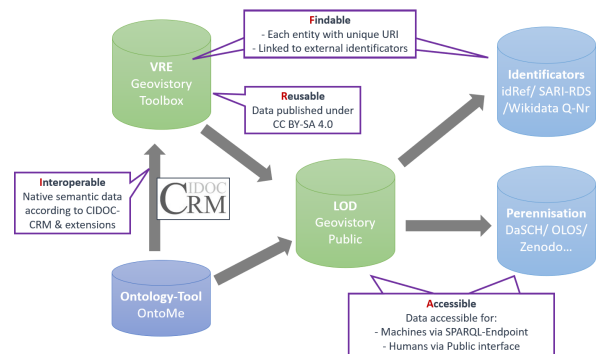 Findable
- Each entity with unique URI
- Linked to external identificators
VRE
Geovistory
Toolbox
Identificators
idRef/ SARI-RDS
/Wikidata Q-Nr
Reusable
Data published under
CC BY-SA 4.0
Interoperable
Native semantic data
according to CIDOC-
CRM & extensions
CIDOC
CRM
LOD
Geovistory
Public
Perennisation
DaSCH/ OLOS/
Zenodo...
Ontology-Tool
OntoMe
Accessible
Data accessible for:
- Machines via SPARQL-Endpoint
- Humans via Public interface